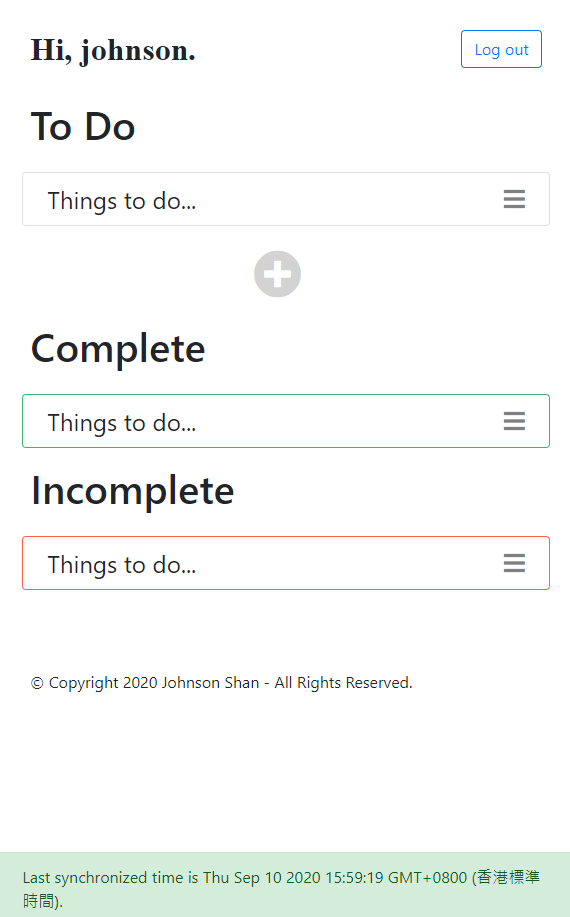 Hi, johnson.
Log out
To Do
Things to do...
Complete
Things to do...
Incomplete
Things to do...
© Copyright 2020 Johnson Shan - All Rights Reserved.
Last synchronized time is Thu Sep 10 2020 15:59:19 GMT+0800 (香港標準
時間).